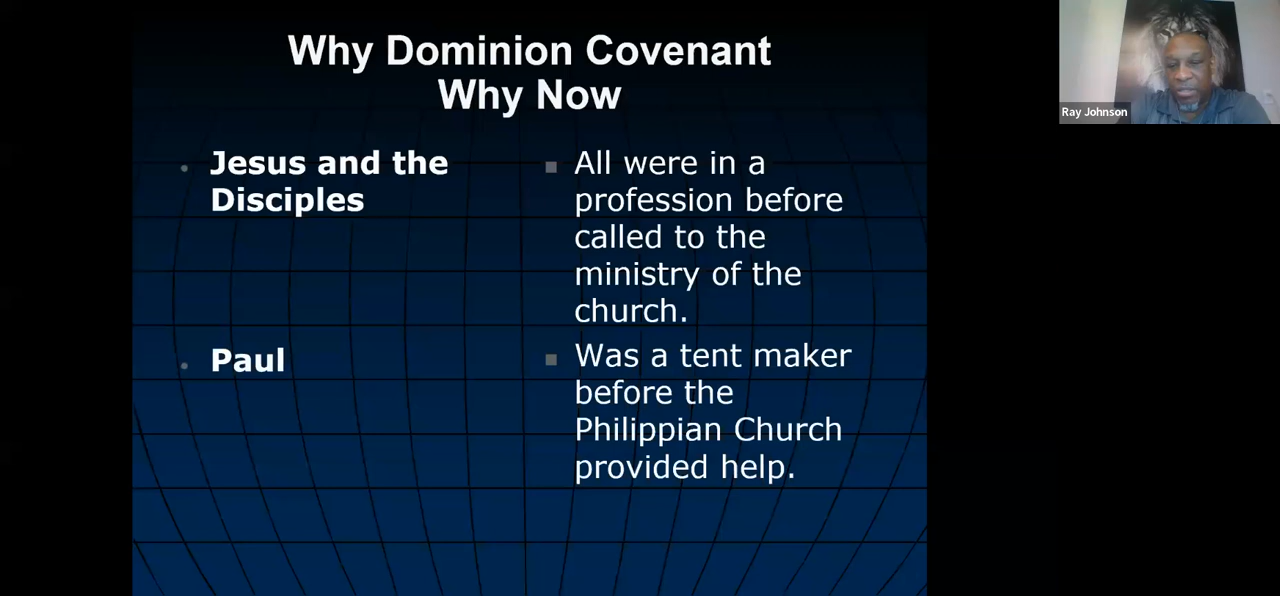 Why Dominion Covenant
Why Now
Jesus and the
Disciples
All were in a
profession before
called to the
ministry of the
church.
Paul
Was a tent maker
before the
Philippian Church
provided help.
Ray Johnson